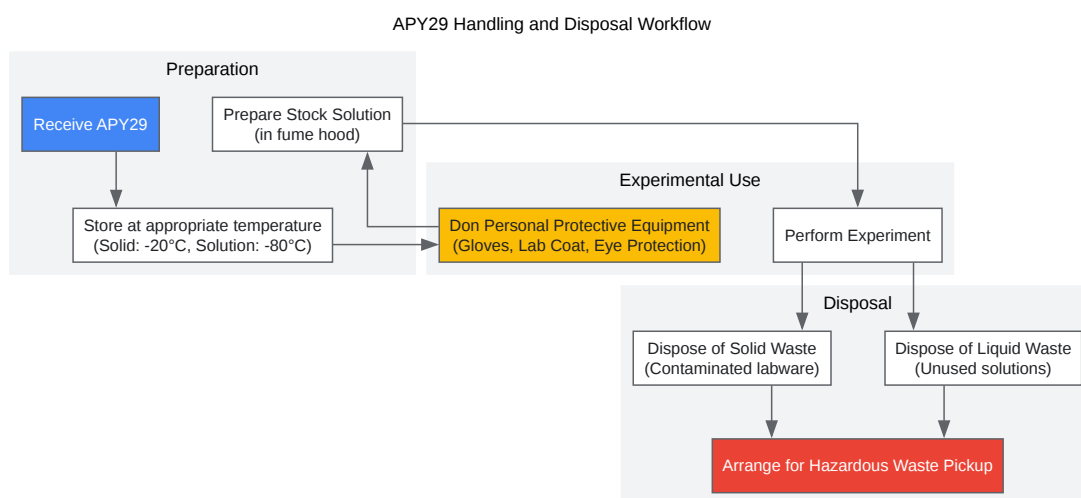 APY29 Handling and Disposal Workflow
Preparation
Receive APY29
Prepare Stock Solution
(in fume hood)
Experimental Use
Store at appropriate temperature
(Solid: -20°C, Solution: -80°C)
Don Personal Protective Equipment
(Gloves, Lab Coat, Eye Protection)
Perform Experiment
Disposal
Dispose of Solid Waste
(Contaminated labware)
Dispose of Liquid Waste
(Unused solutions)
Arrange for Hazardous Waste Pickup